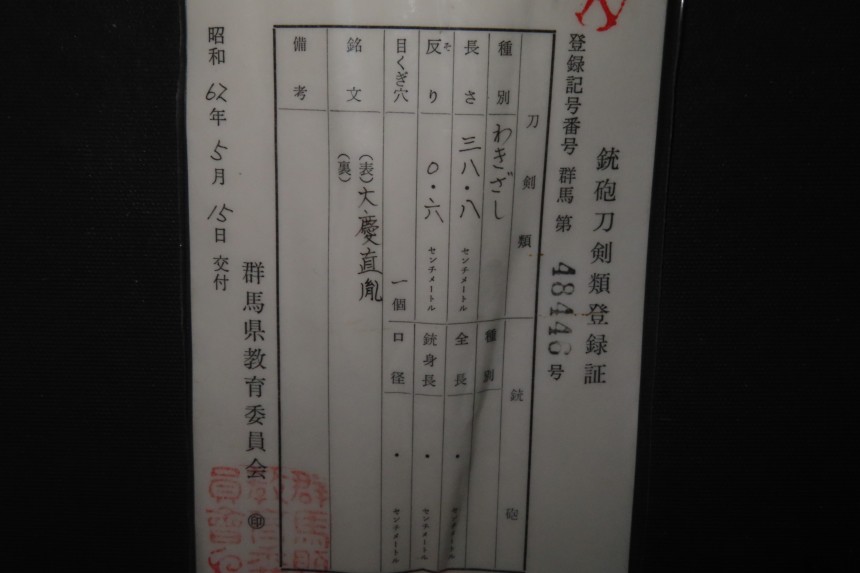 銃砲刀剣類登録証
登録記号番号 群馬 第 48446 号
刀剣類
種別 わきざし
長さ 三八・八 センチメートル
反り そ 〇・六 センチメートル
目くぎ穴 一個
銘文 (表) 大慶直胤
(裏)
備考
銃砲
種別
全長 ・ センチメートル
銃身長 ・ センチメートル
口径 ・ センチメートル
昭和 62年 5月 15日 交付
群馬県教育委員会 ㊞